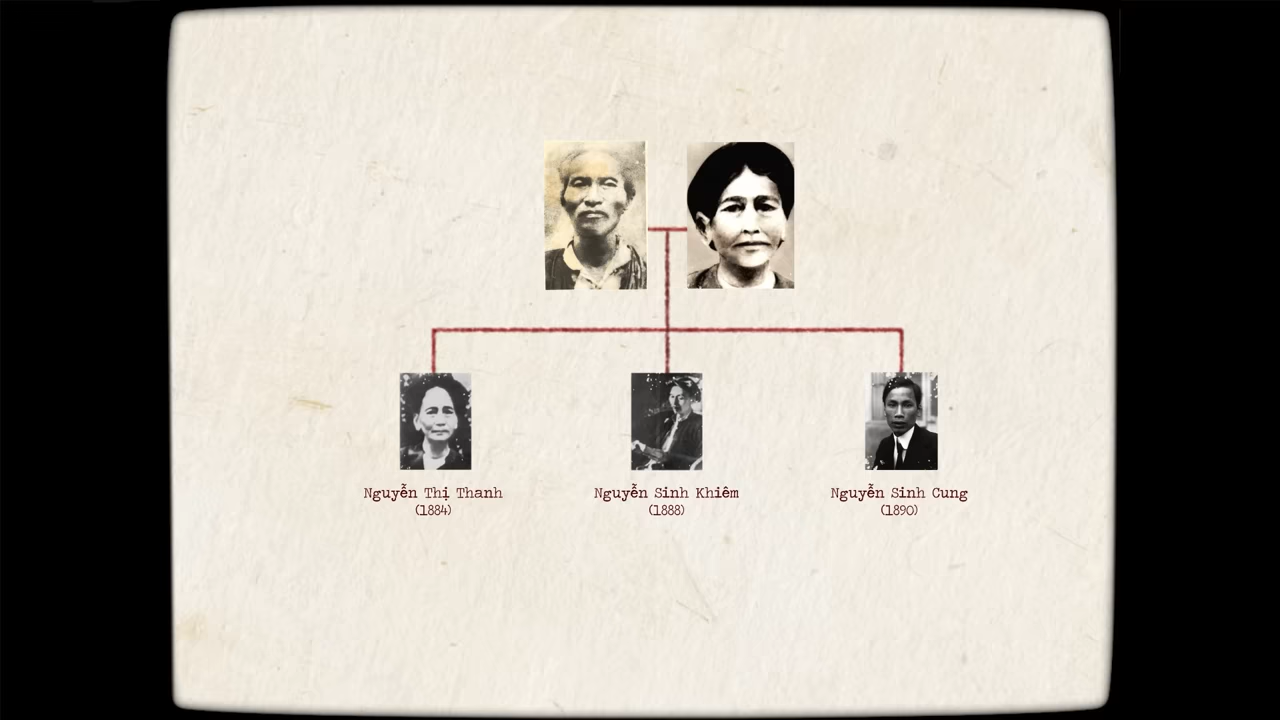 Nguyễn Thị Thanh
(1884)
Nguyễn Sinh Khiêm
(1888)
Nguyễn Sinh Cung
(1890)